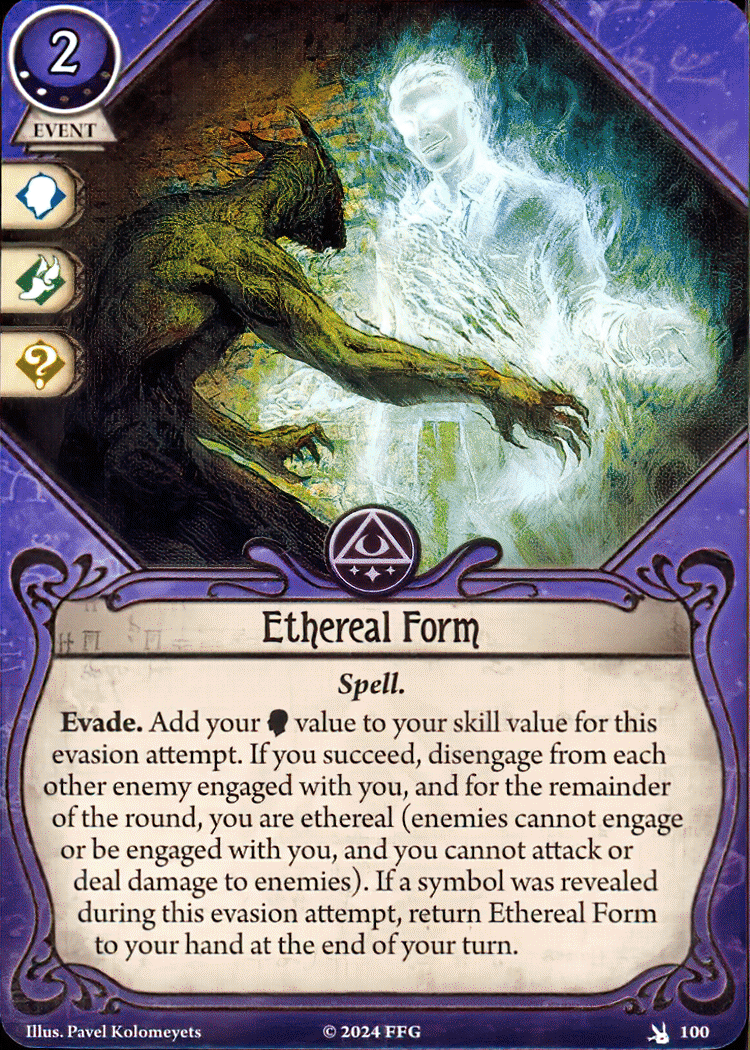 2
EVENT
?
Ethereal Form
Spell.
Evade. Add your value to your skill value for this
evasion attempt. If you succeed, disengage from each
other enemy engaged with you, and for the remainder
of the round, you are ethereal (enemies cannot engage
or be engaged with you, and you cannot attack or
deal damage to enemies). If a symbol was revealed
during this evasion attempt, return Ethereal Form
to your hand at the end of your turn.
Illus. Pavel Kolomeyets
© 2024 FFG
100